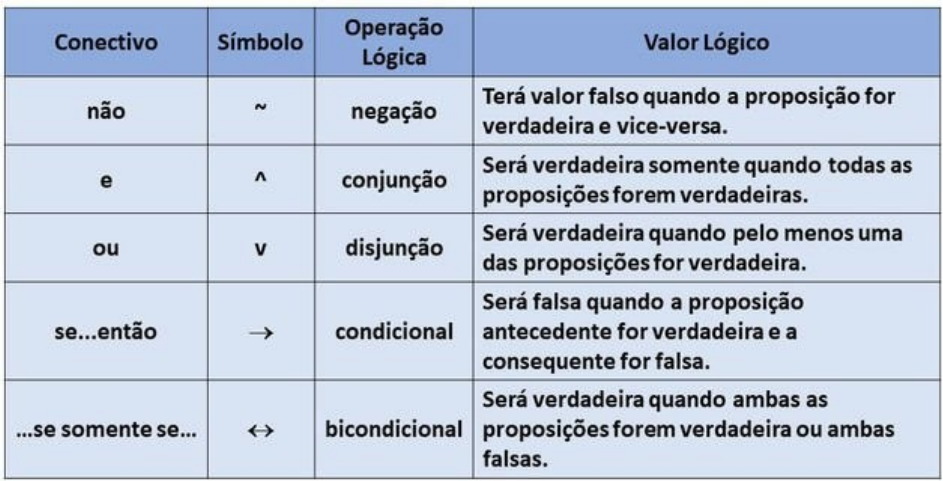 Conectivo
Símbolo
Operação
Lógica
Valor Lógico
não
~
negação
Terá valor falso quando a proposição for
verdadeira e vice-versa.
e
^
conjunção
Será verdadeira somente quando todas as
proposições forem verdadeiras.
ou
v
disjunção
Será verdadeira quando pelo menos uma
das proposições for verdadeira.
se...então
→
condicional
Será falsa quando a proposição
antecedente for verdadeira e a
consequente for falsa.
...se somente se...
↔
bicondicional
Será verdadeira quando ambas as
proposições forem verdadeira ou ambas
falsas.